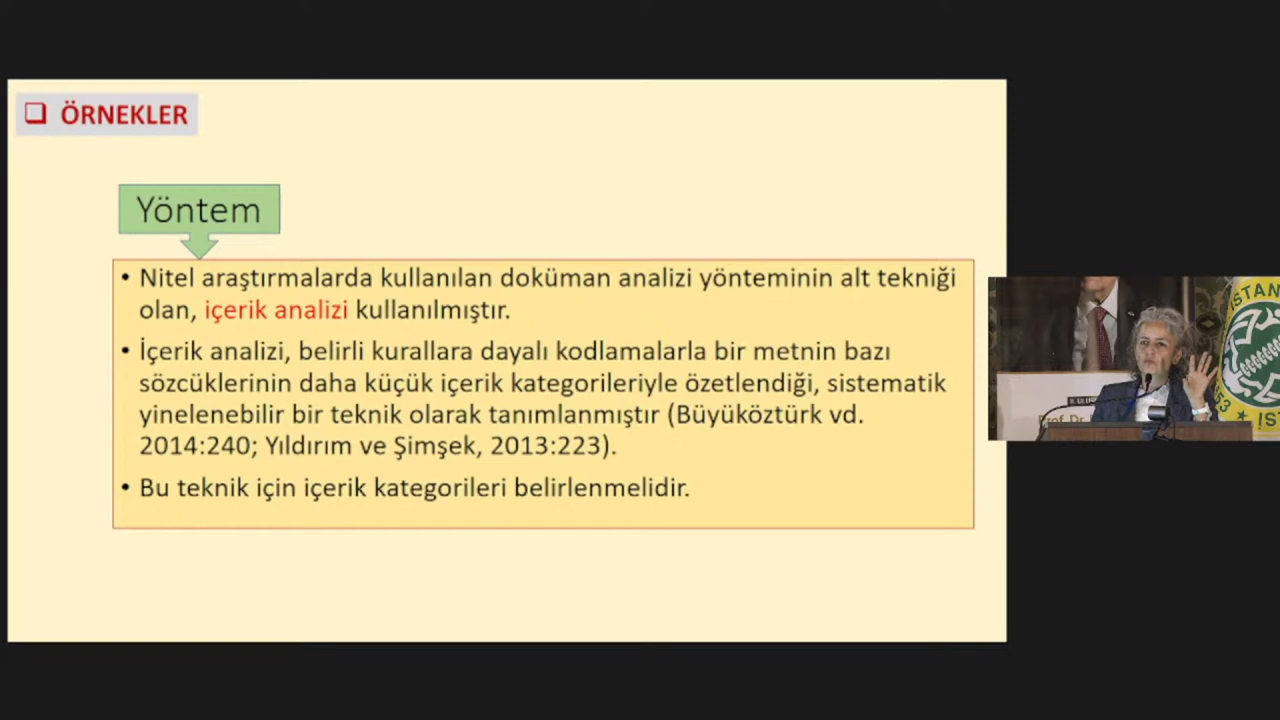 ÖRNEKLER
Yöntem
• Nitel araştırmalarda kullanılan doküman analizi yönteminin alt tekniği
olan, içerik analizi kullanılmıştır.
• İçerik analizi, belirli kurallara dayalı kodlamalarla bir metnin bazı
sözcüklerinin daha küçük içerik kategorileriyle özetlendiği, sistematik
yinelenebilir bir teknik olarak tanımlanmıştır (Büyüköztürk vd.
2014:240; Yıldırım ve Şimşek, 2013:223).
• Bu teknik için içerik kategorileri belirlenmelidir.
Prof. Dr.